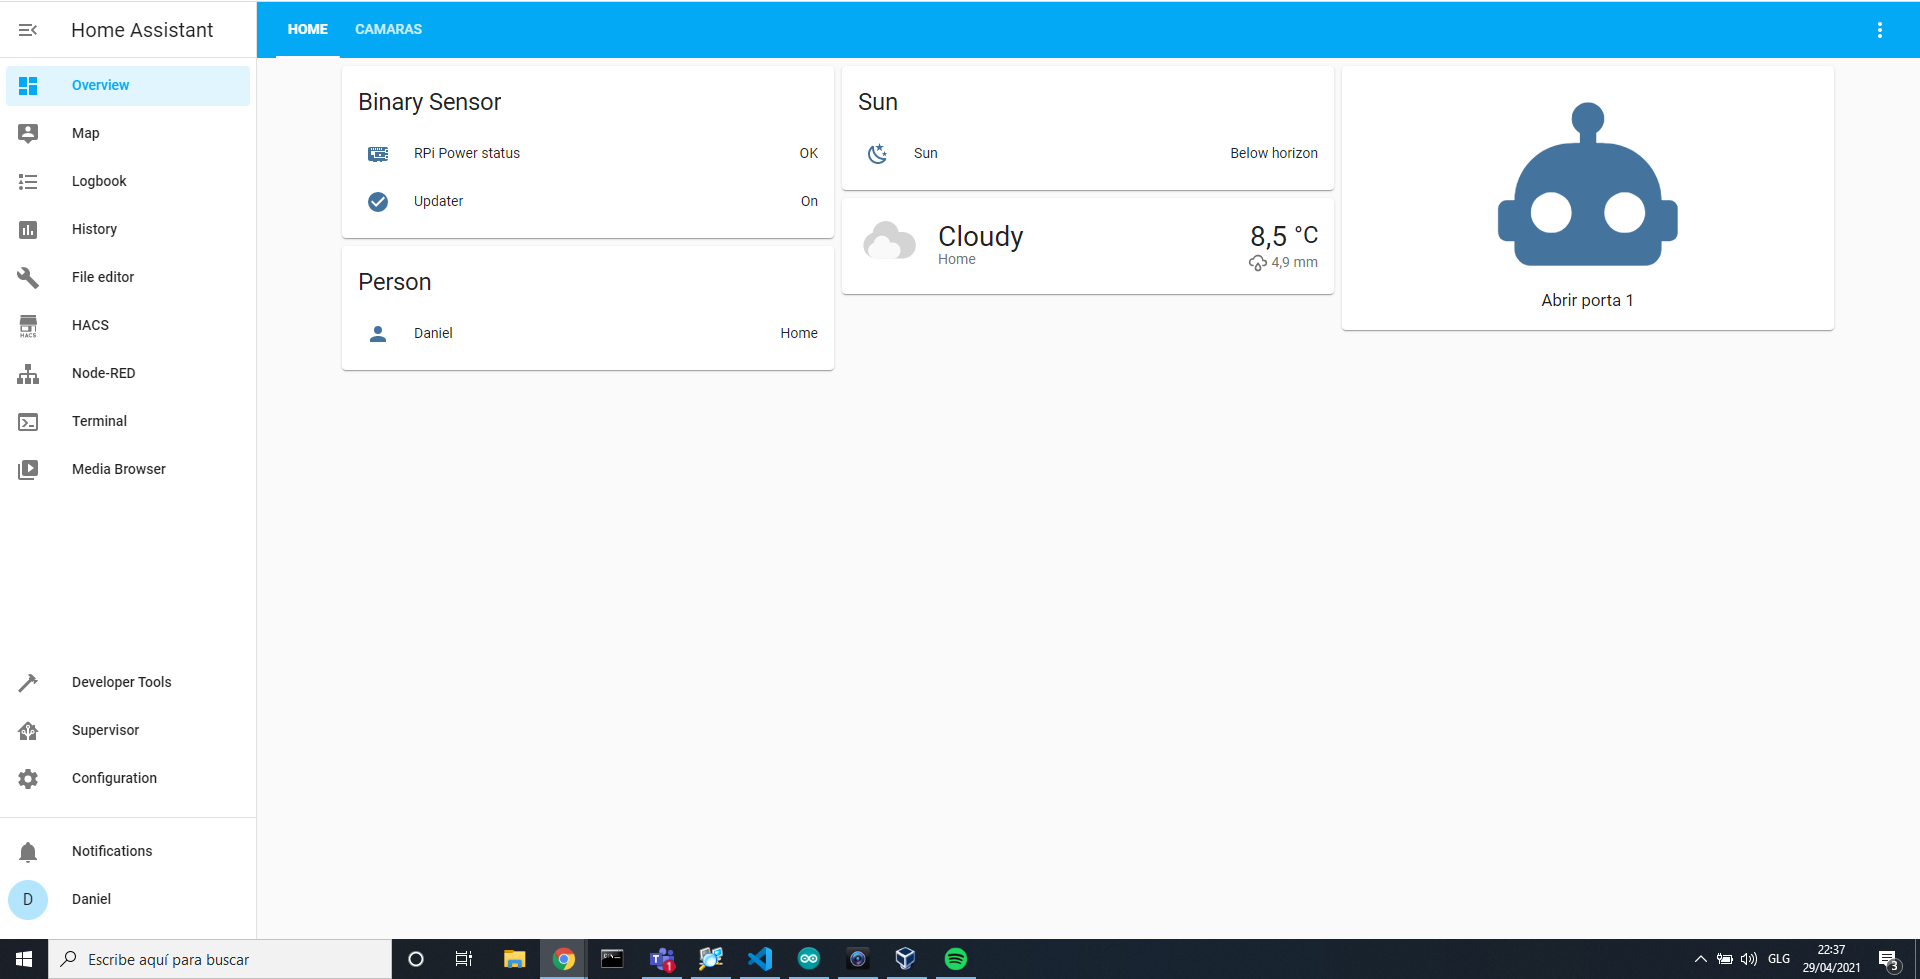 Home Assistant
HOME
CAMARAS
Overview
Map
Logbook
History
File editor
HACS
HACS
Node-RED
Terminal
Media Browser
Developer Tools
Supervisor
Configuration
Notifications
D
Daniel
Binary Sensor
RPi Power status
OK
Updater
On
Person
Daniel
Home
Sun
Sun
Below horizon
Cloudy
Home
8,5 °C
4,9 mm
Abrir porta 1
Escribe aquí para buscar
T
1
GLG
22:37
29/04/2021
3